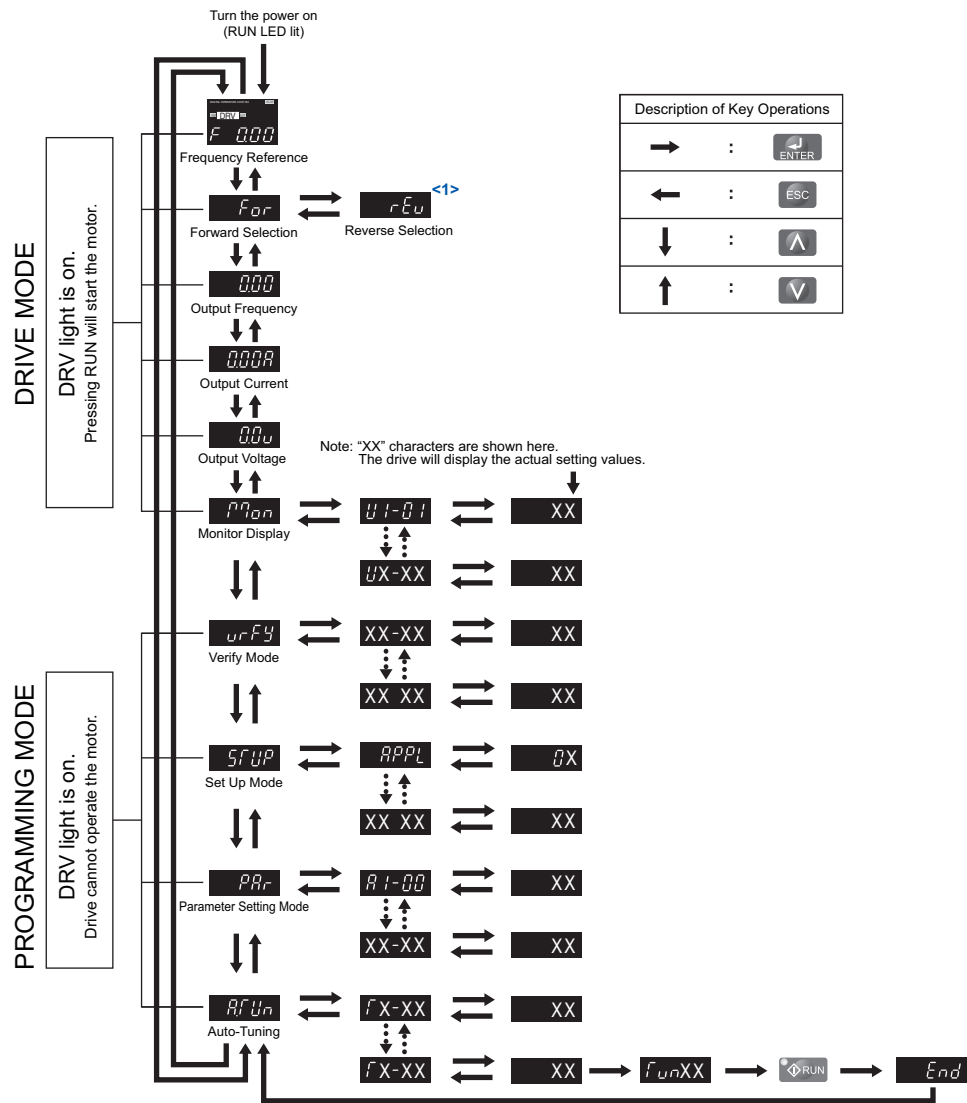 Turn the power on
(RUN LED lit)
DRV
F 0.00
Frequency Reference
For
rEv
<1>
Forward Selection
Reverse Selection
0.00
Output Frequency
0.00A
Output Current
0.0v
Output Voltage
Mon
U1-01
XX
Monitor Display
UX-XX
XX
Note: “XX” characters are shown here.
The drive will display the actual setting values.
vrFy
XX-XX
XX
Verify Mode
XX XX
XX
STUP
APPL
0X
Set Up Mode
XX XX
XX
PAr
A1-00
XX
Parameter Setting Mode
XX-XX
XX
A.TUn
TX-XX
XX
Auto-Tuning
TX-XX
XX
TunXX
RUN
End
DRIVE MODE
DRV light is on.
Pressing RUN will start the motor.
PROGRAMMING MODE
DRV light is on.
Drive cannot operate the motor.
Description of Key Operations
: ENTER
: ESC
:
: